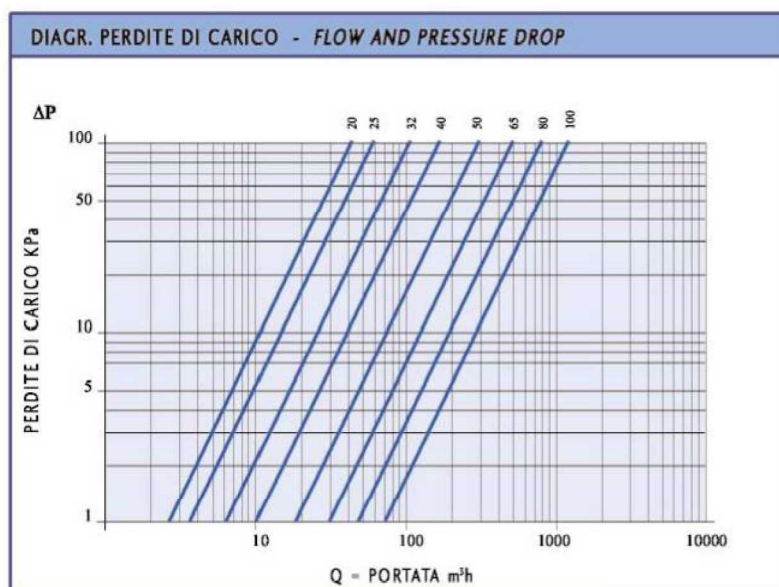 DIAGR. PERDITE DI CARICO - FLOW AND PRESSURE DROP
ΔP
20 25 32 40 50 65 80 100
100
50
10
5
1
PERDITE DI CARICO KPa
10 100 1000 10000
Q = PORTATA m³h